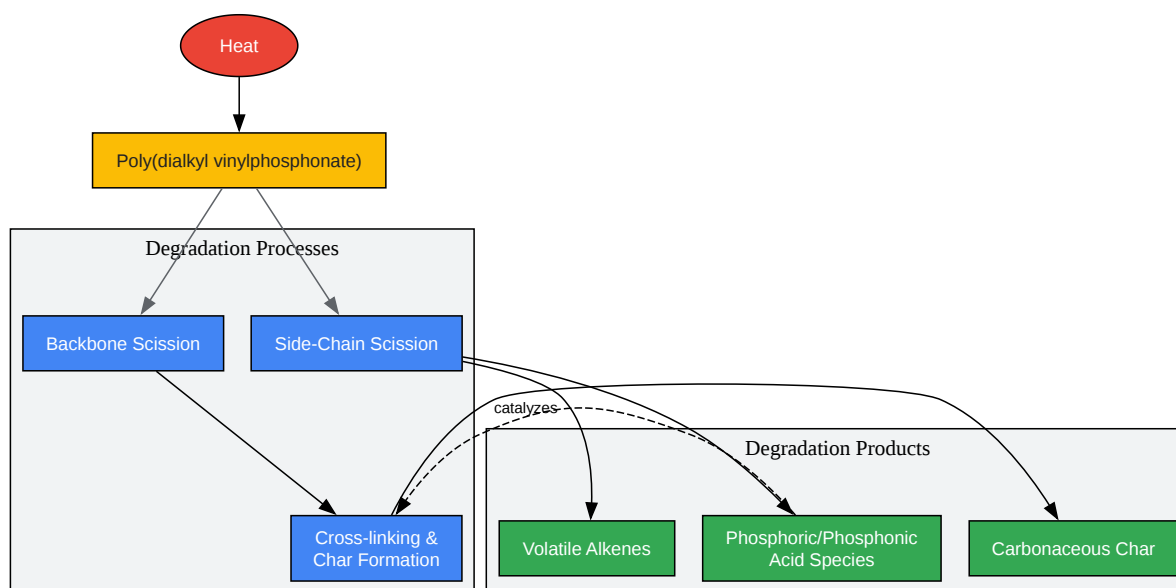 Heat
Poly(dialkyl vinylphosphonate)
Degradation Processes
Backbone Scission
Side-Chain Scission
catalyzes
Degradation Products
Cross-linking &
Char Formation
Volatile Alkenes
Phosphoric/Phosphonic
Acid Species
Carbonaceous Char